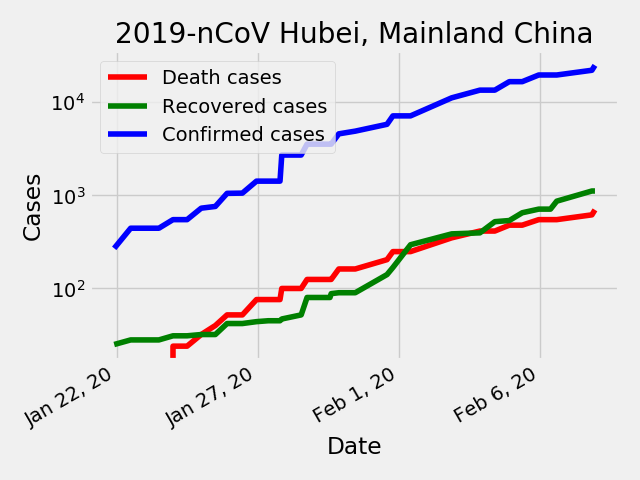 2019-nCoV Hubei, Mainland China
Death cases
Recovered cases
Confirmed cases
10⁴
10³
10²
Cases
Jan 22, 20
Jan 27, 20
Feb 1, 20
Feb 6, 20
Date